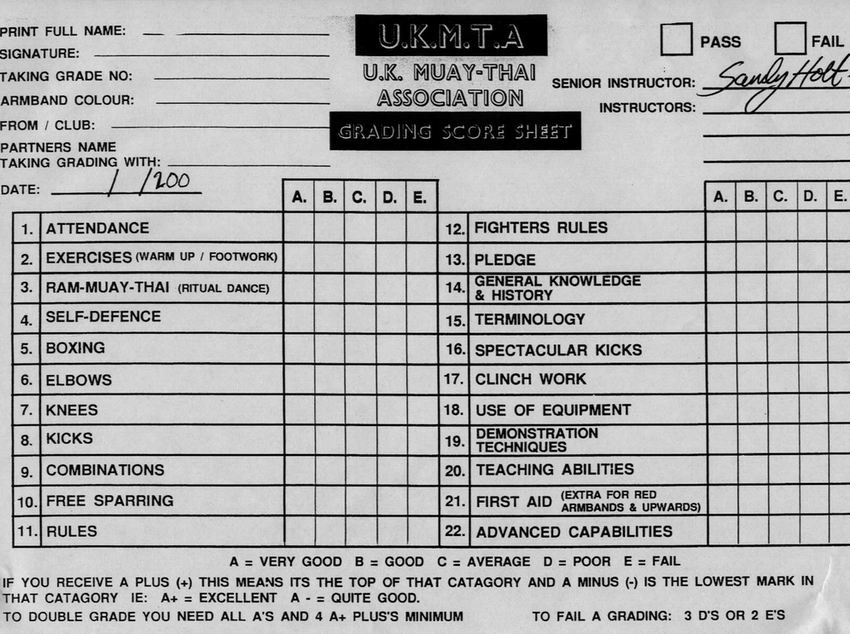 PRINT FULL NAME:
SIGNATURE:
TAKING GRADE NO:
ARMBAND COLOUR:
FROM / CLUB:
PARTNERS NAME
TAKING GRADING WITH:
DATE: / /200
U.K.M.T.A
U.K. MUAY-THAI
ASSOCIATION
GRADING SCORE SHEET
PASS FAIL
SENIOR INSTRUCTOR: Sandy Holt
INSTRUCTORS:
A. B. C. D. E.
1. ATTENDANCE
2. EXERCISES (WARM UP / FOOTWORK)
3. RAM-MUAY-THAI (RITUAL DANCE)
4. SELF-DEFENCE
5. BOXING
6. ELBOWS
7. KNEES
8. KICKS
9. COMBINATIONS
10. FREE SPARRING
11. RULES
A. B. C. D. E.
12. FIGHTERS RULES
13. PLEDGE
14. GENERAL KNOWLEDGE
& HISTORY
15. TERMINOLOGY
16. SPECTACULAR KICKS
17. CLINCH WORK
18. USE OF EQUIPMENT
19. DEMONSTRATION
TECHNIQUES
20. TEACHING ABILITIES
21. FIRST AID (EXTRA FOR RED
ARMBANDS & UPWARDS)
22. ADVANCED CAPABILITIES
A = VERY GOOD B = GOOD C = AVERAGE D = POOR E = FAIL
IF YOU RECEIVE A PLUS (+) THIS MEANS ITS THE TOP OF THAT CATAGORY AND A MINUS (-) IS THE LOWEST MARK IN
THAT CATAGORY IE: A+ = EXCELLENT A - = QUITE GOOD.
TO DOUBLE GRADE YOU NEED ALL A'S AND 4 A+ PLUS'S MINIMUM TO FAIL A GRADING: 3 D'S OR 2 E'S